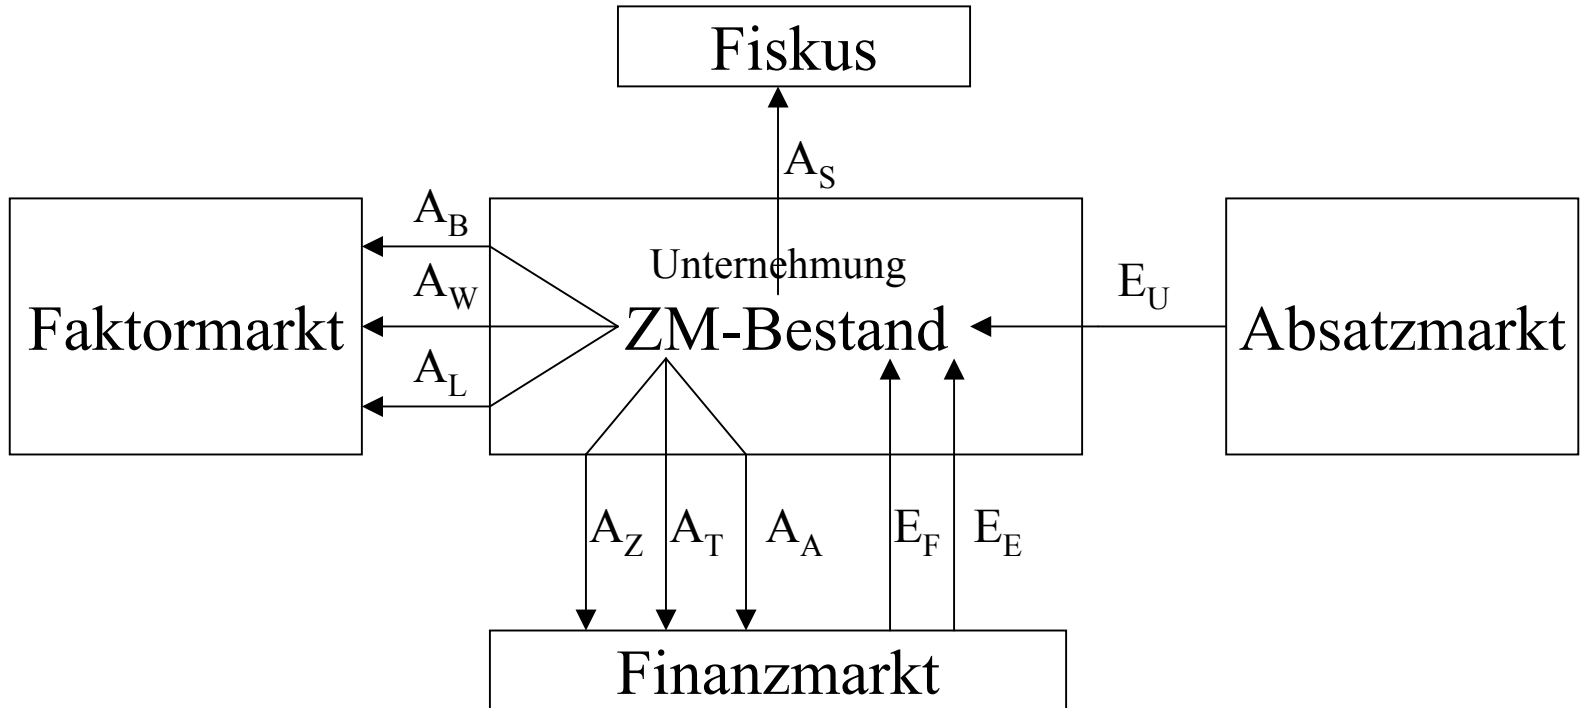 Fiskus
A_S
A_B
Unternehmung
A_W
E_U
Faktormarkt
ZM-Bestand
Absatzmarkt
A_L
A_Z
A_T
A_A
E_F
E_E
Finanzmarkt